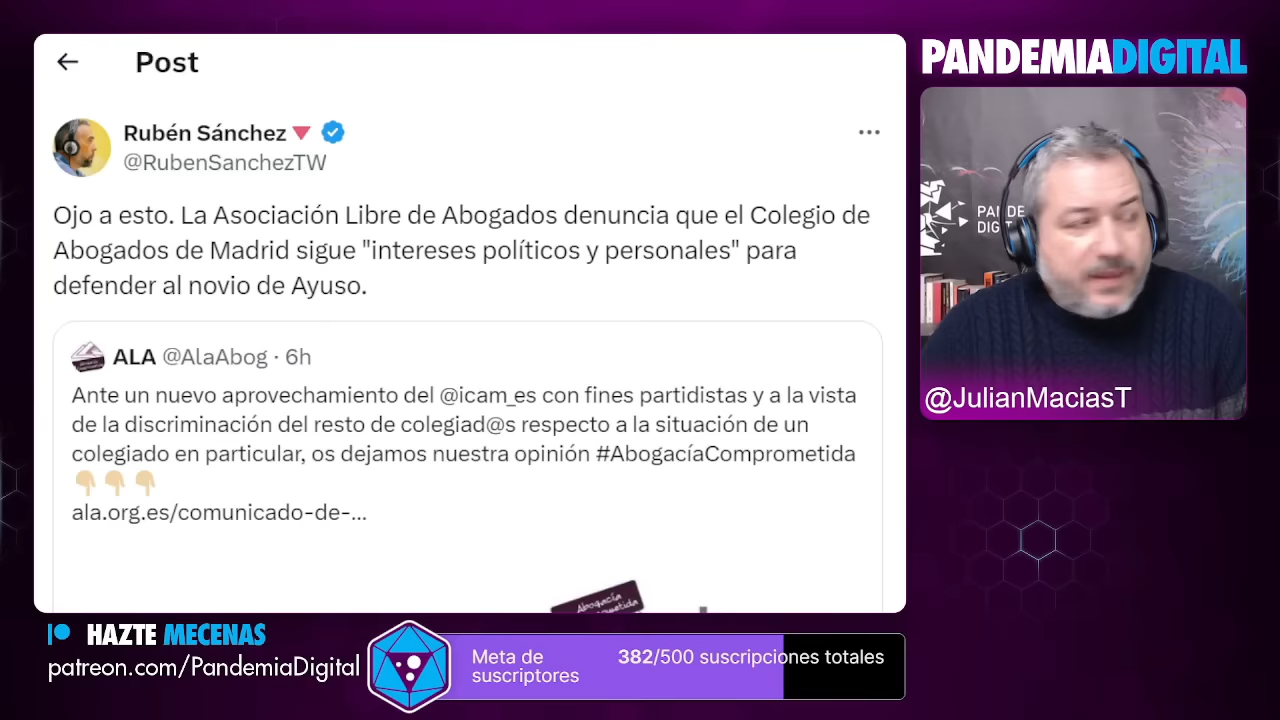 Post
Rubén Sánchez
@RubenSanchezTW
Ojo a esto. La Asociación Libre de Abogados denuncia que el Colegio de
Abogados de Madrid sigue "intereses políticos y personales" para
defender al novio de Ayuso.
ALA @AlaAbog · 6h
Ante un nuevo aprovechamiento del @icam_es con fines partidistas y a la vista
de la discriminación del resto de colegiad@s respecto a la situación de un
colegiado en particular, os dejamos nuestra opinión #AbogacíaComprometida
ala.org.es/comunicado-de-...
Abogacía
PANDEMIADIGITAL
@JulianMaciasT
HAZTE MECENAS
patreon.com/PandemiaDigital
Meta de
suscriptores
382/500 suscripciones totales